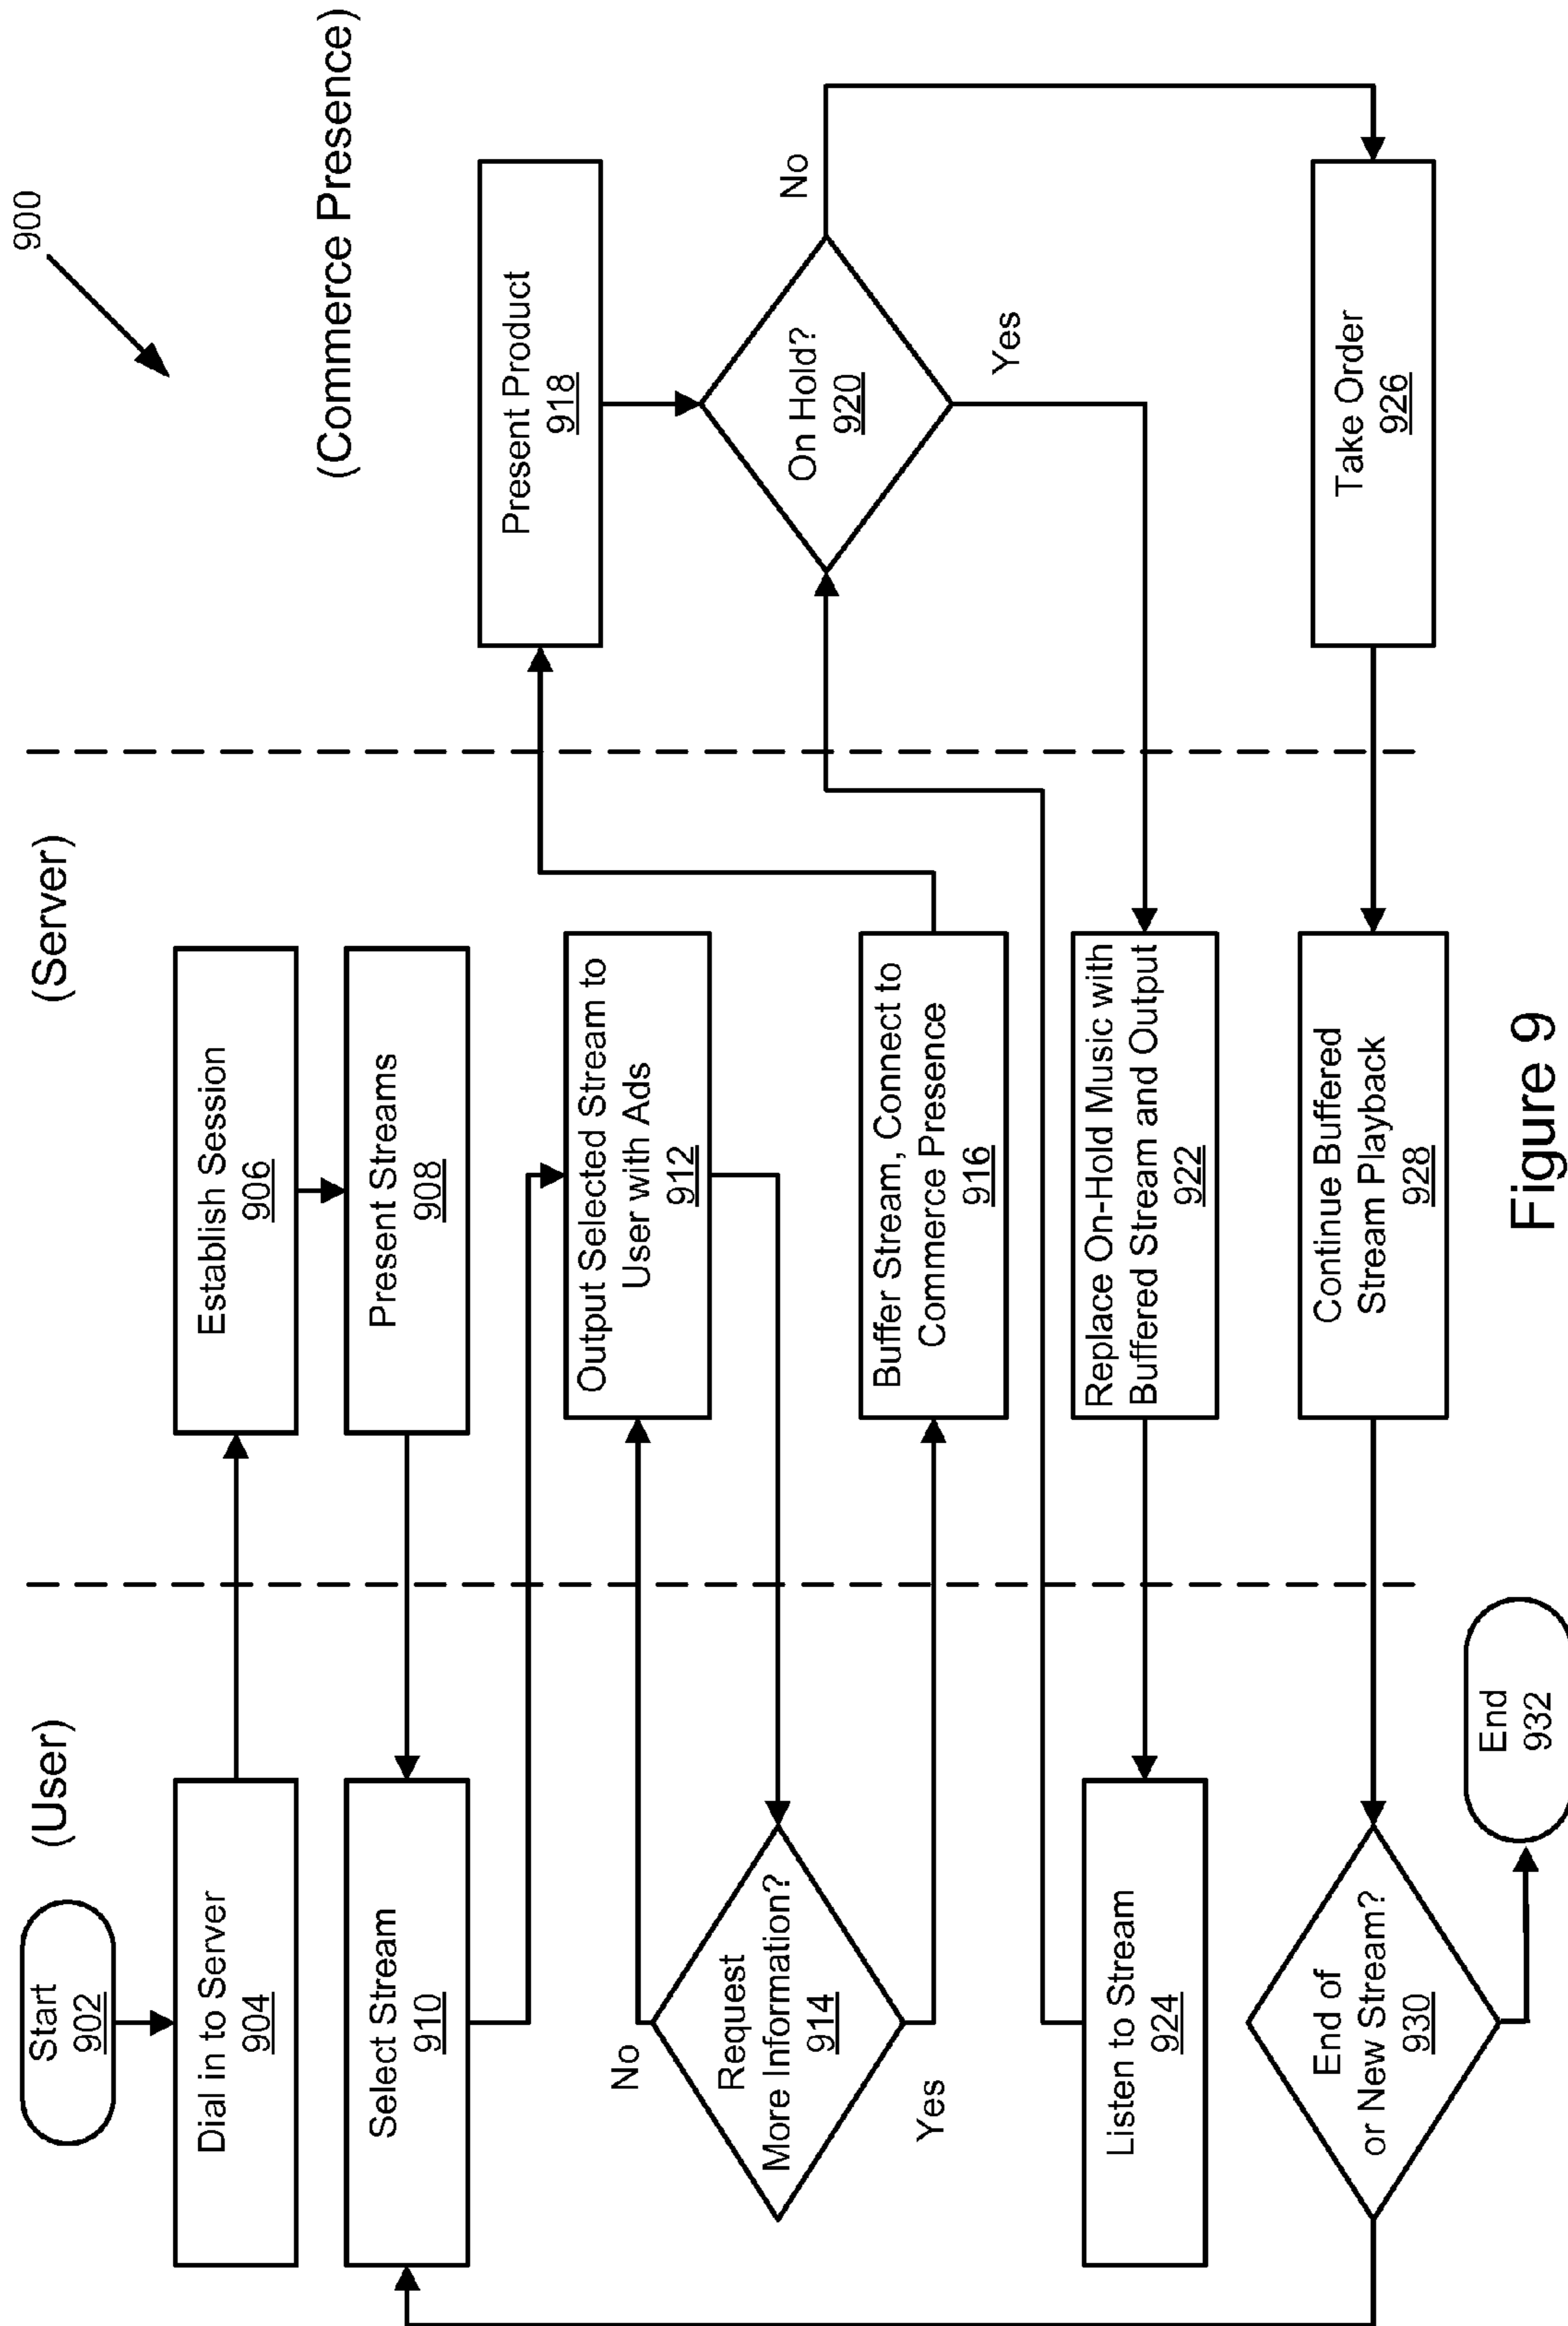 900
(User)
(Server)
(Commerce Presence)
Start
902
Dial in to Server
904
Establish Session
906
Present Streams
908
Select Stream
910
Output Selected Stream to
User with Ads
912
No
Request
More Information?
914
Yes
Buffer Stream, Connect to
Commerce Presence
916
Present Product
918
On Hold?
920
No
Yes
Replace On-Hold Music with
Buffered Stream and Output
922
Listen to Stream
924
Take Order
926
Continue Buffered
Stream Playback
928
End of
or New Stream?
930
End
932
Figure 9